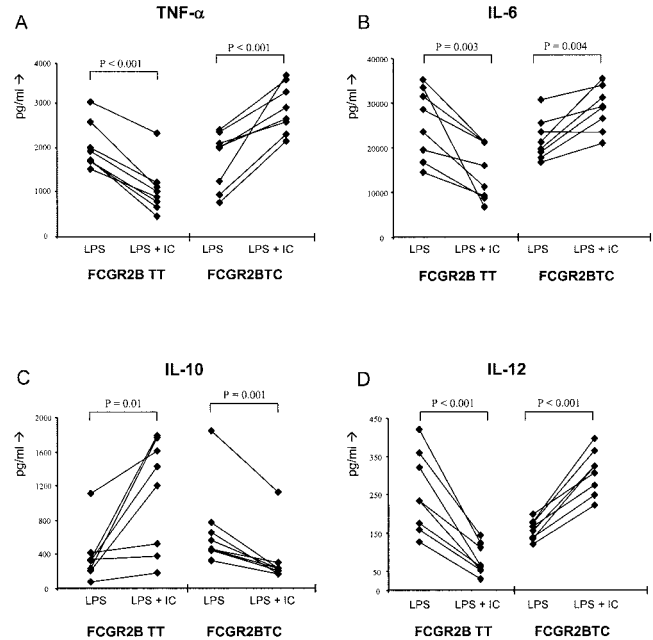 A
TNF-α
P < 0.001
P < 0.001
pg/ml →
4000
3000
2000
1000
0
LPS
LPS + IC
LPS
LPS + IC
FCGR2B TT
FCGR2BTC
B
IL-6
P = 0.003
P = 0.004
pg/ml →
40000
30000
20000
10000
0
LPS
LPS + IC
LPS
LPS + IC
FCGR2B TT
FCGR2BTC
C
IL-10
P = 0.01
P = 0.001
pg/ml →
2000
1600
1200
800
400
0
LPS
LPS + IC
LPS
LPS + IC
FCGR2B TT
FCGR2BTC
D
IL-12
P < 0.001
P < 0.001
pg/ml →
450
350
250
150
50
0
LPS
LPS + IC
LPS
LPS + IC
FCGR2B TT
FCGR2BTC